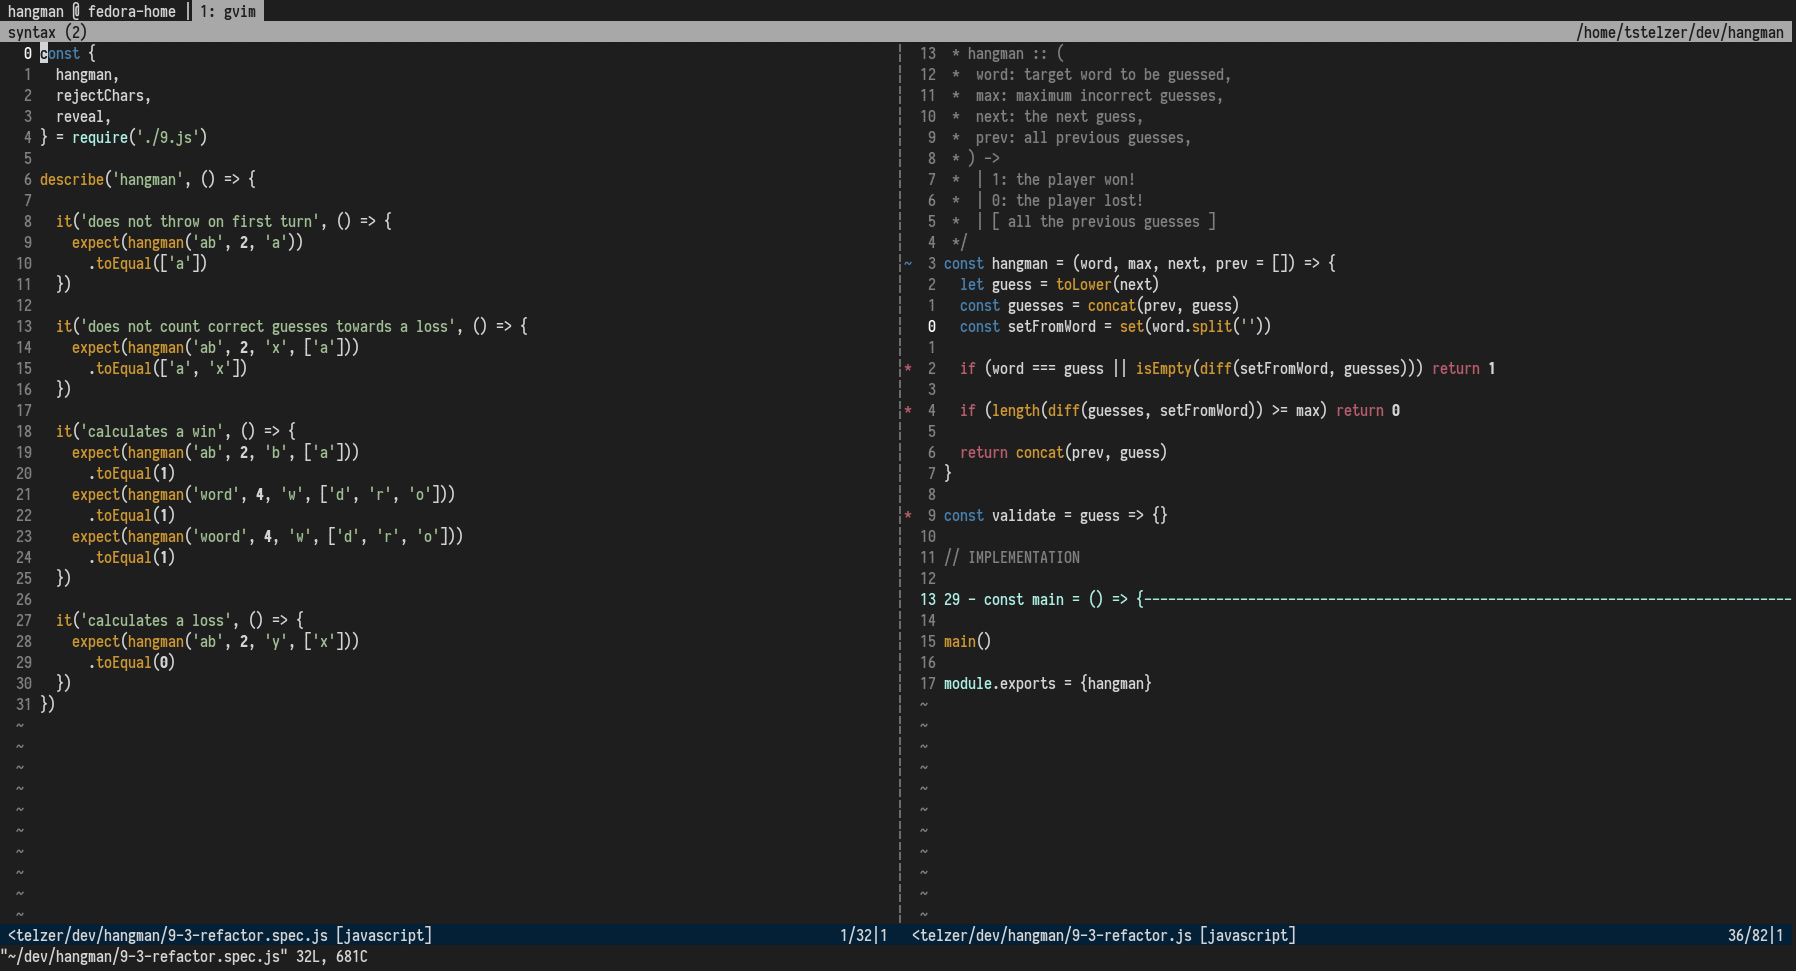 hangman @ fedora-home | 1: gvim
syntax (2) /home/tstelzer/dev/hangman
0 const {
1 hangman,
2 rejectChars,
3 reveal,
4 } = require('./9.js')
5
6 describe('hangman', () => {
7
8 it('does not throw on first turn', () => {
9 expect(hangman('ab', 2, 'a'))
10 .toEqual(['a'])
11 })
12
13 it('does not count correct guesses towards a loss', () => {
14 expect(hangman('ab', 2, 'x', ['a']))
15 .toEqual(['a', 'x'])
16 })
17
18 it('calculates a win', () => {
19 expect(hangman('ab', 2, 'b', ['a']))
20 .toEqual(1)
21 expect(hangman('word', 4, 'w', ['d', 'r', 'o']))
22 .toEqual(1)
23 expect(hangman('woord', 4, 'w', ['d', 'r', 'o']))
24 .toEqual(1)
25 })
26
27 it('calculates a loss', () => {
28 expect(hangman('ab', 2, 'y', ['x']))
29 .toEqual(0)
30 })
31 })
~
~
~
~
~
~
~
~
~
~
<telzer/dev/hangman/9-3-refactor.spec.js [javascript] 1/32|1
13 * hangman :: (
12 * word: target word to be guessed,
11 * max: maximum incorrect guesses,
10 * next: the next guess,
9 * prev: all previous guesses,
8 * ) ->
7 * | 1: the player won!
6 * | 0: the player lost!
5 * | [ all the previous guesses ]
4 */
~ 3 const hangman = (word, max, next, prev = []) => {
2 let guess = toLower(next)
1 const guesses = concat(prev, guess)
0 const setFromWord = set(word.split(''))
1
* 2 if (word === guess || isEmpty(diff(setFromWord, guesses))) return 1
3
* 4 if (length(diff(guesses, setFromWord)) >= max) return 0
5
6 return concat(prev, guess)
7 }
8
* 9 const validate = guess => {}
10
11 // IMPLEMENTATION
12
13 29 - const main = () => {---------------------------------------------------------------------------------
14
15 main()
16
17 module.exports = {hangman}
~
~
~
~
~
~
~
~
~
~
~
<telzer/dev/hangman/9-3-refactor.js [javascript] 36/82|1
"~/dev/hangman/9-3-refactor.spec.js" 32L, 681C